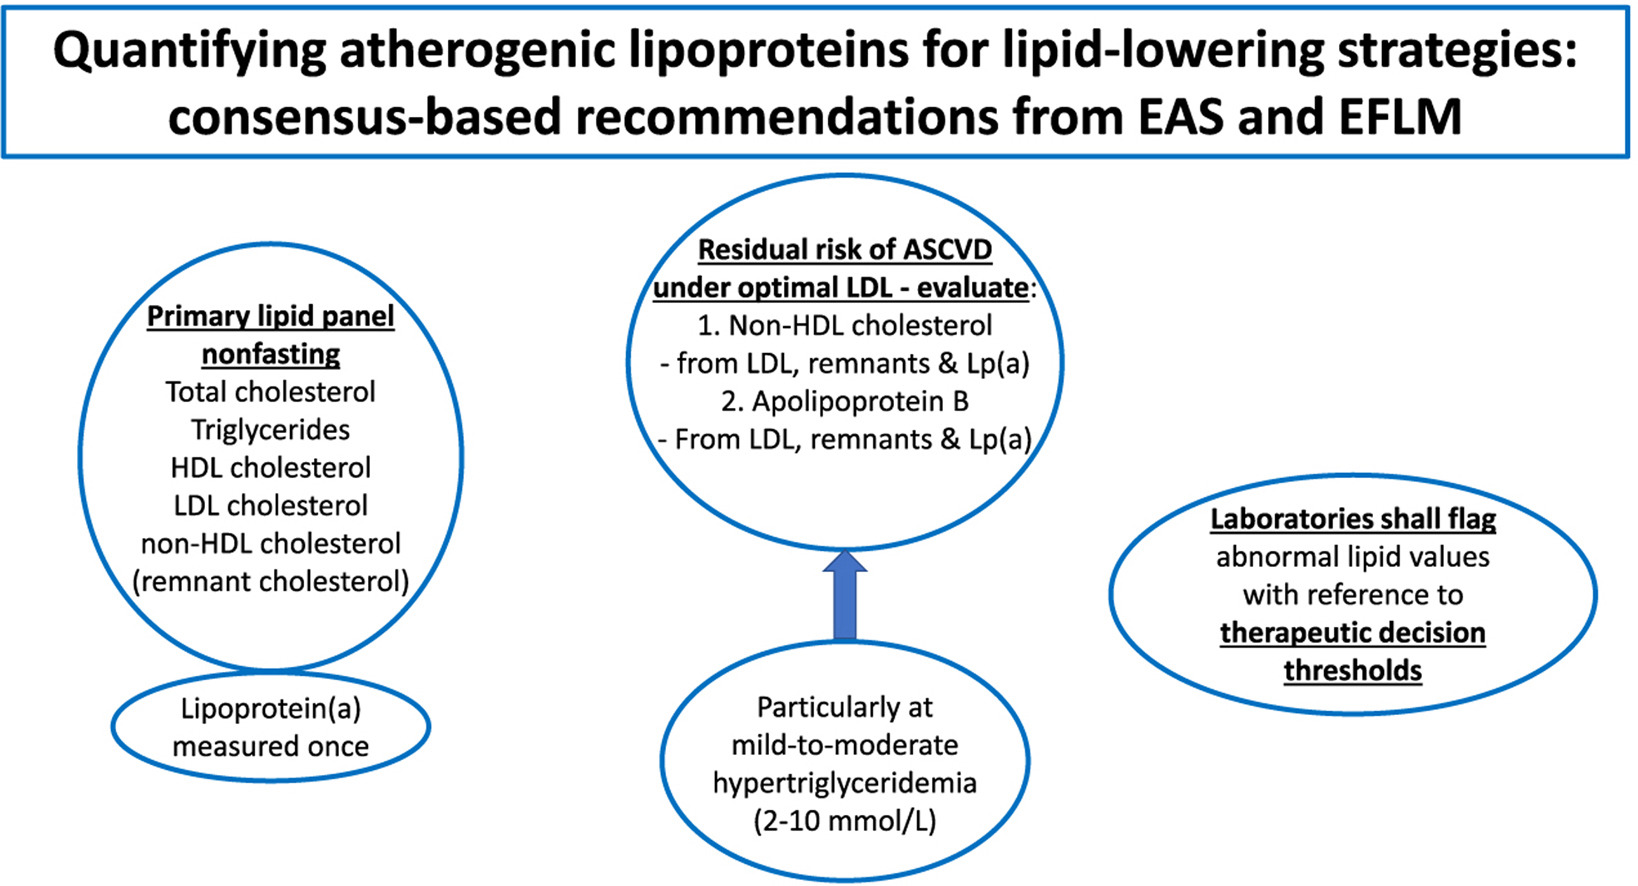 Quantifying atherogenic lipoproteins for lipid-lowering strategies:
consensus-based recommendations from EAS and EFLM
Primary lipid panel
nonfasting
Total cholesterol
Triglycerides
HDL cholesterol
LDL cholesterol
non-HDL cholesterol
(remnant cholesterol)
Lipoprotein(a)
measured once
Residual risk of ASCVD
under optimal LDL - evaluate:
1. Non-HDL cholesterol
- from LDL, remnants & Lp(a)
2. Apolipoprotein B
- From LDL, remnants & Lp(a)
Particularly at
mild-to-moderate
hypertriglyceridemia
(2-10 mmol/L)
Laboratories shall flag
abnormal lipid values
with reference to
therapeutic decision
thresholds